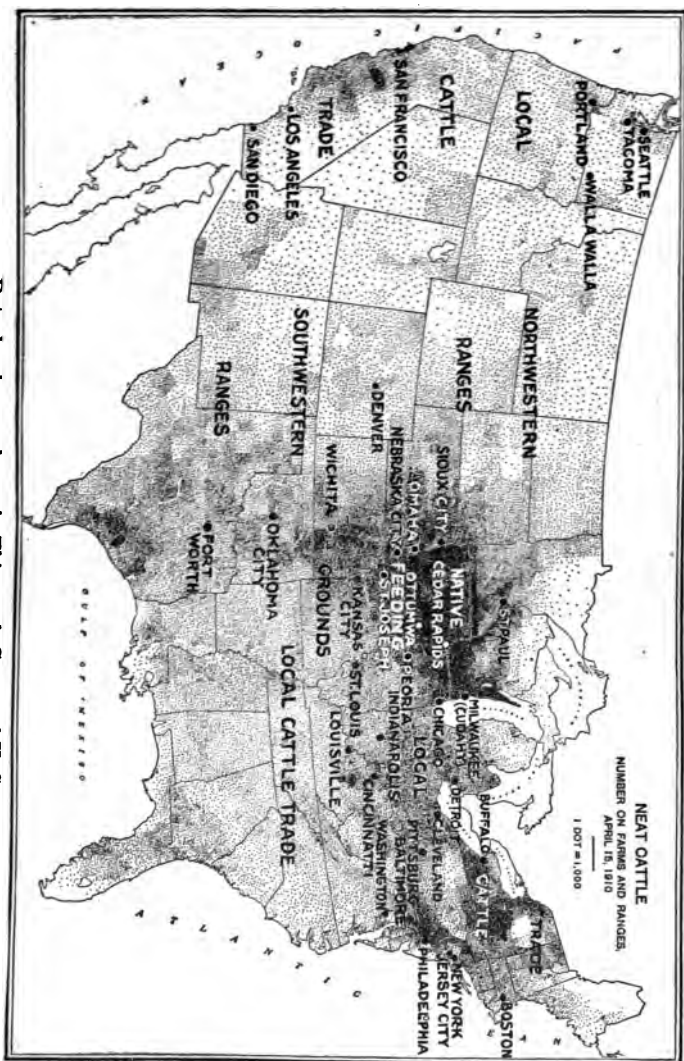 NEAT CATTLE
NUMBER ON FARMS AND RANGES,
APRIL 15, 1910
1 DOT = 1,000
PACIFIC OCEAN
SEATTLE
TACOMA
PORTLAND
WALLA WALLA
LOCAL
CATTLE
TRADE
SAN FRANCISCO
LOS ANGELES
SAN DIEGO
NORTHWESTERN
RANGES
SOUTHWESTERN
RANGES
DENVER
SIOUX CITY
OMAHA
NEBRASKA CITY
WICHITA
OKLAHOMA
CITY
FORT
WORTH
ST. PAUL
NATIVE
CEDAR RAPIDS
OTTUMWA
FEEDING
ST. JOSEPH
GROUNDS
KANSAS
CITY
ST. LOUIS
PEORIA
MILWAUKEE
(CUDAHY)
CHICAGO
LOCAL
INDIANAPOLIS
LOUISVILLE
CINCINNATTI
DETROIT
CLEVELAND
PITTSBURG
BUFFALO
CATTLE
TRADE
BALTIMORE
WASHINGTON
BOSTON
NEW YORK
JERSEY CITY
PHILADELPHIA
LOCAL CATTLE TRADE
GULF OF MEXICO
ATLANTIC